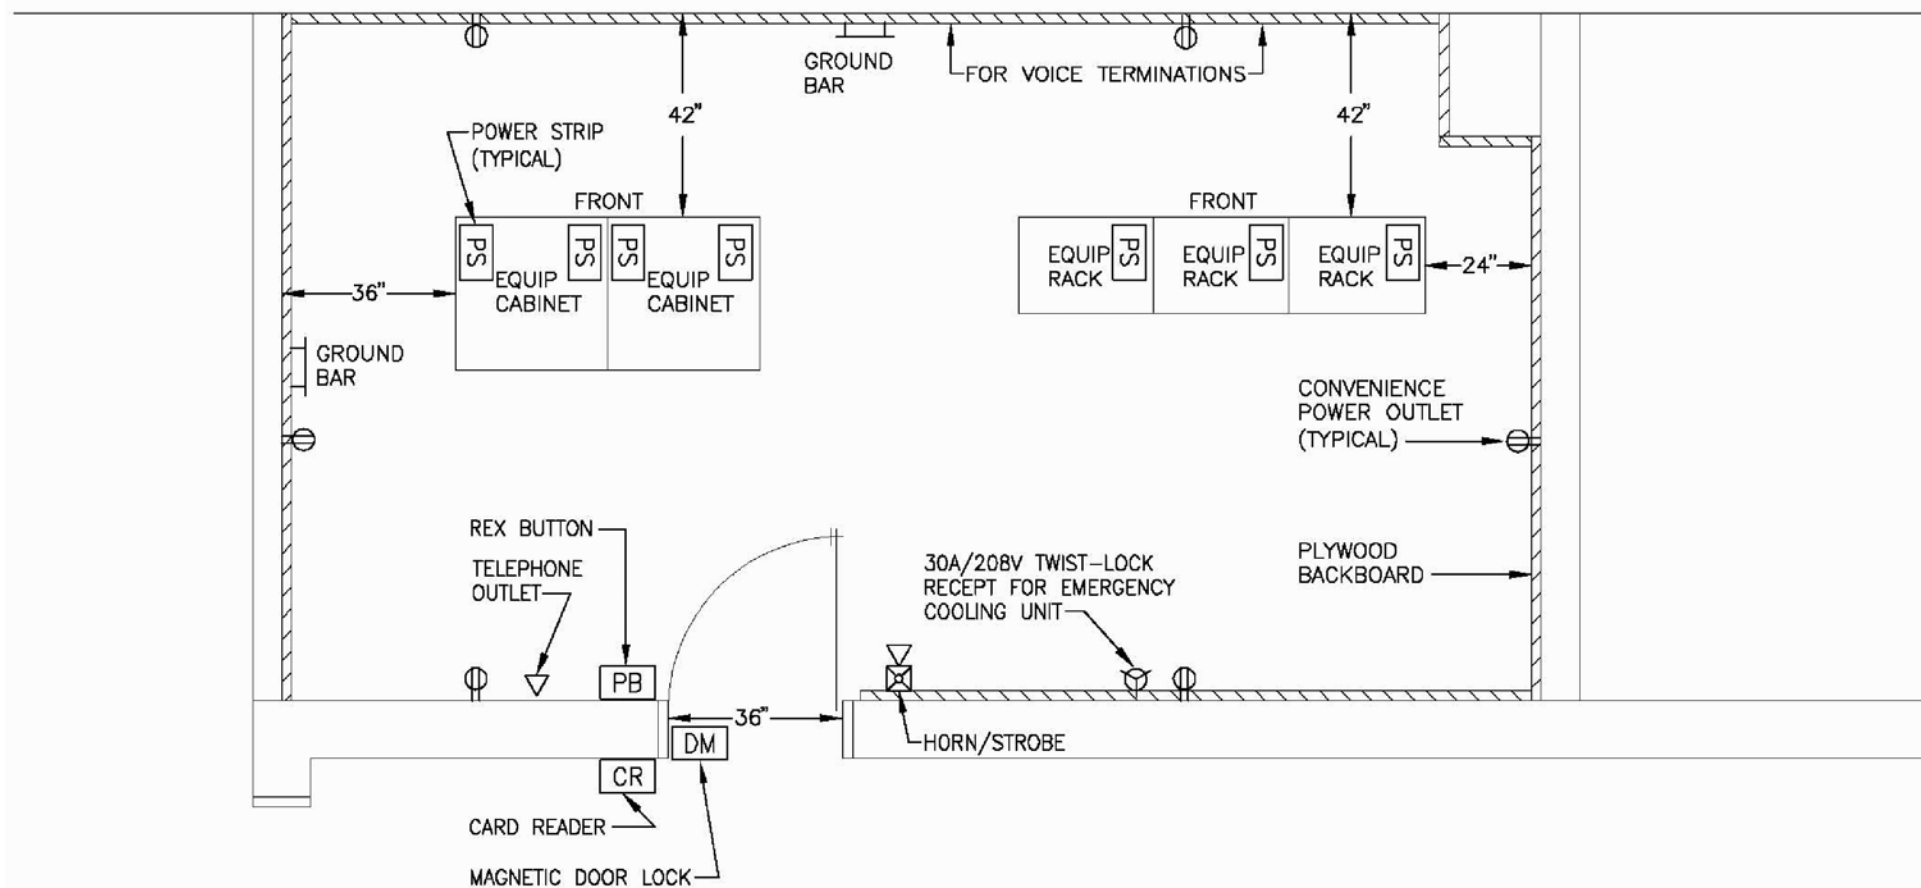 GROUND
BAR
FOR VOICE TERMINATIONS
42"
42"
POWER STRIP
(TYPICAL)
FRONT
FRONT
PS
PS
PS
PS
EQUIP
CABINET
EQUIP
CABINET
EQUIP
RACK
PS
EQUIP
RACK
PS
EQUIP
RACK
PS
24"
36"
GROUND
BAR
CONVENIENCE
POWER OUTLET
(TYPICAL)
REX BUTTON
TELEPHONE
OUTLET
30A/208V TWIST-LOCK
RECEPT FOR EMERGENCY
COOLING UNIT
PLYWOOD
BACKBOARD
PB
36"
DM
HORN/STROBE
CR
CARD READER
MAGNETIC DOOR LOCK